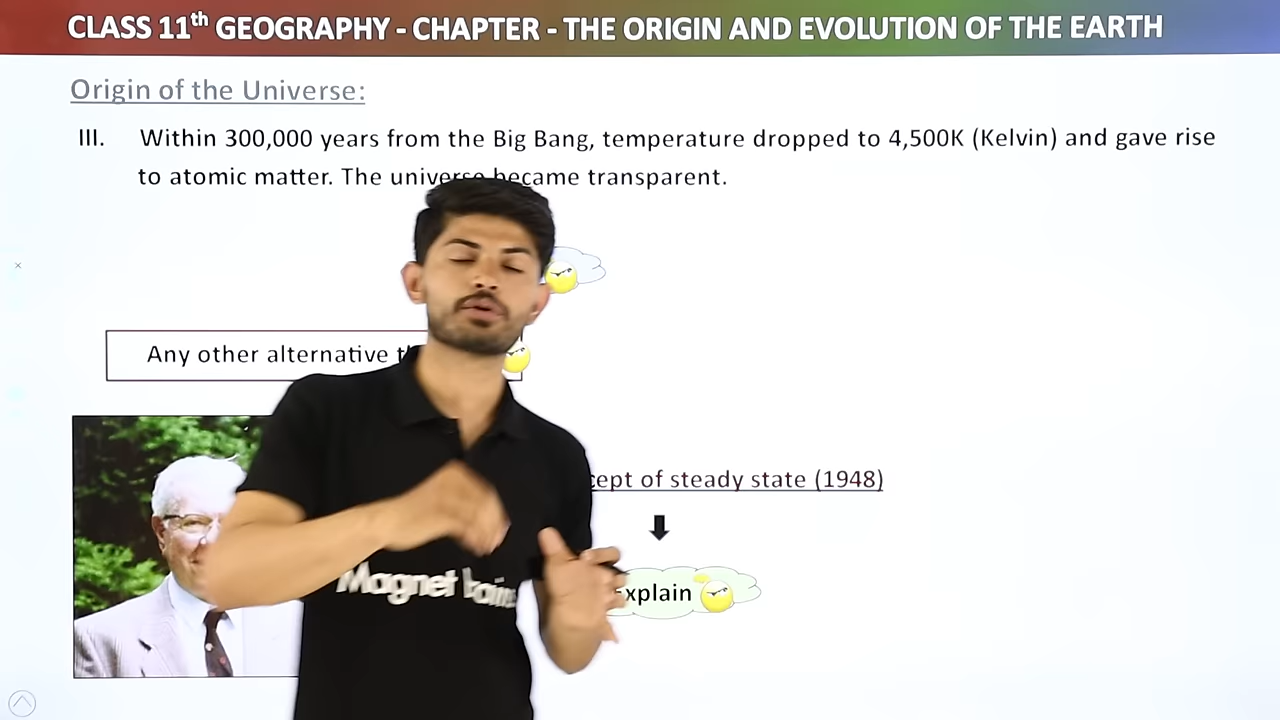 CLASS 11th GEOGRAPHY - CHAPTER - THE ORIGIN AND EVOLUTION OF THE EARTH
Origin of the Universe:
III. Within 300,000 years from the Big Bang, temperature dropped to 4,500K (Kelvin) and gave rise
to atomic matter. The universe became transparent.
Any other alternative
of steady state (1948)
Magnet